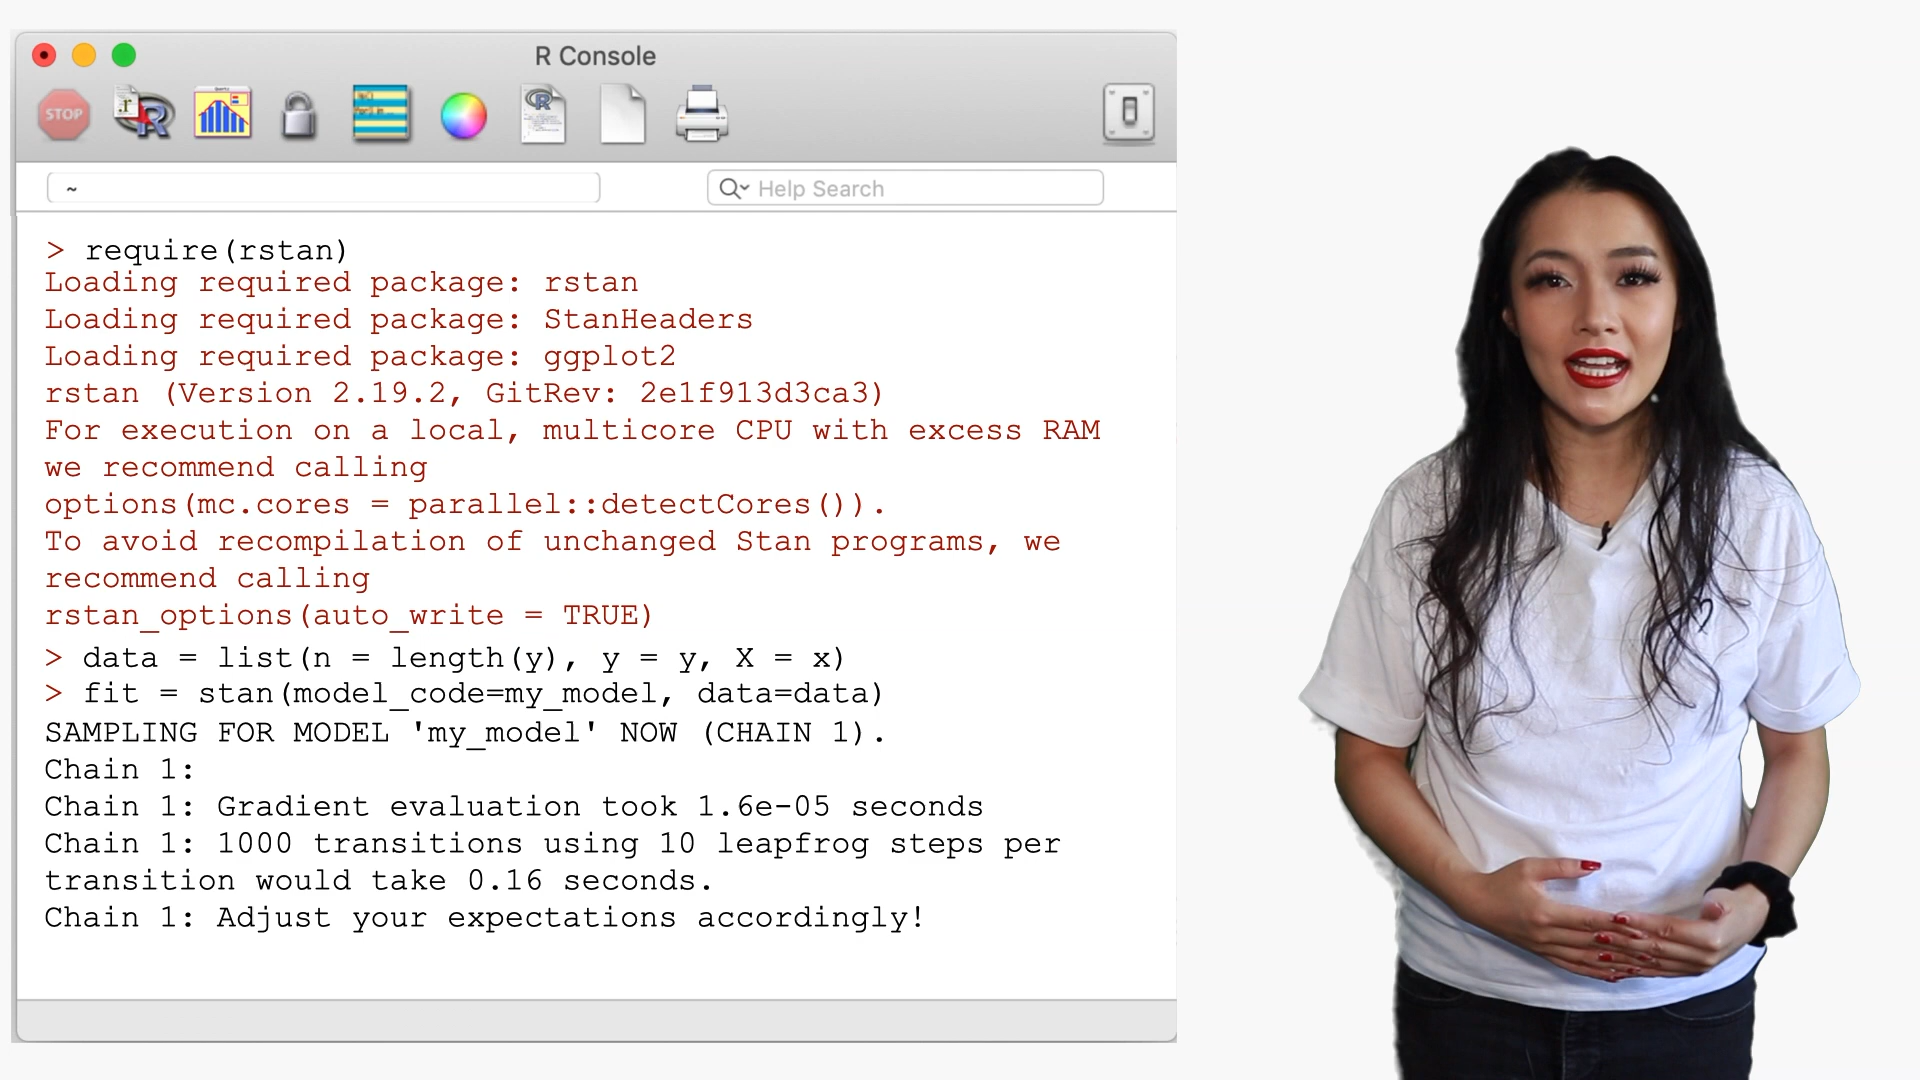 R Console
STOP
~
Help Search
> require(rstan)
Loading required package: rstan
Loading required package: StanHeaders
Loading required package: ggplot2
rstan (Version 2.19.2, GitRev: 2e1f913d3ca3)
For execution on a local, multicore CPU with excess RAM
we recommend calling
options(mc.cores = parallel::detectCores()).
To avoid recompilation of unchanged Stan programs, we
recommend calling
rstan_options(auto_write = TRUE)
> data = list(n = length(y), y = y, X = x)
> fit = stan(model_code=my_model, data=data)
SAMPLING FOR MODEL 'my_model' NOW (CHAIN 1).
Chain 1:
Chain 1: Gradient evaluation took 1.6e-05 seconds
Chain 1: 1000 transitions using 10 leapfrog steps per
transition would take 0.16 seconds.
Chain 1: Adjust your expectations accordingly!